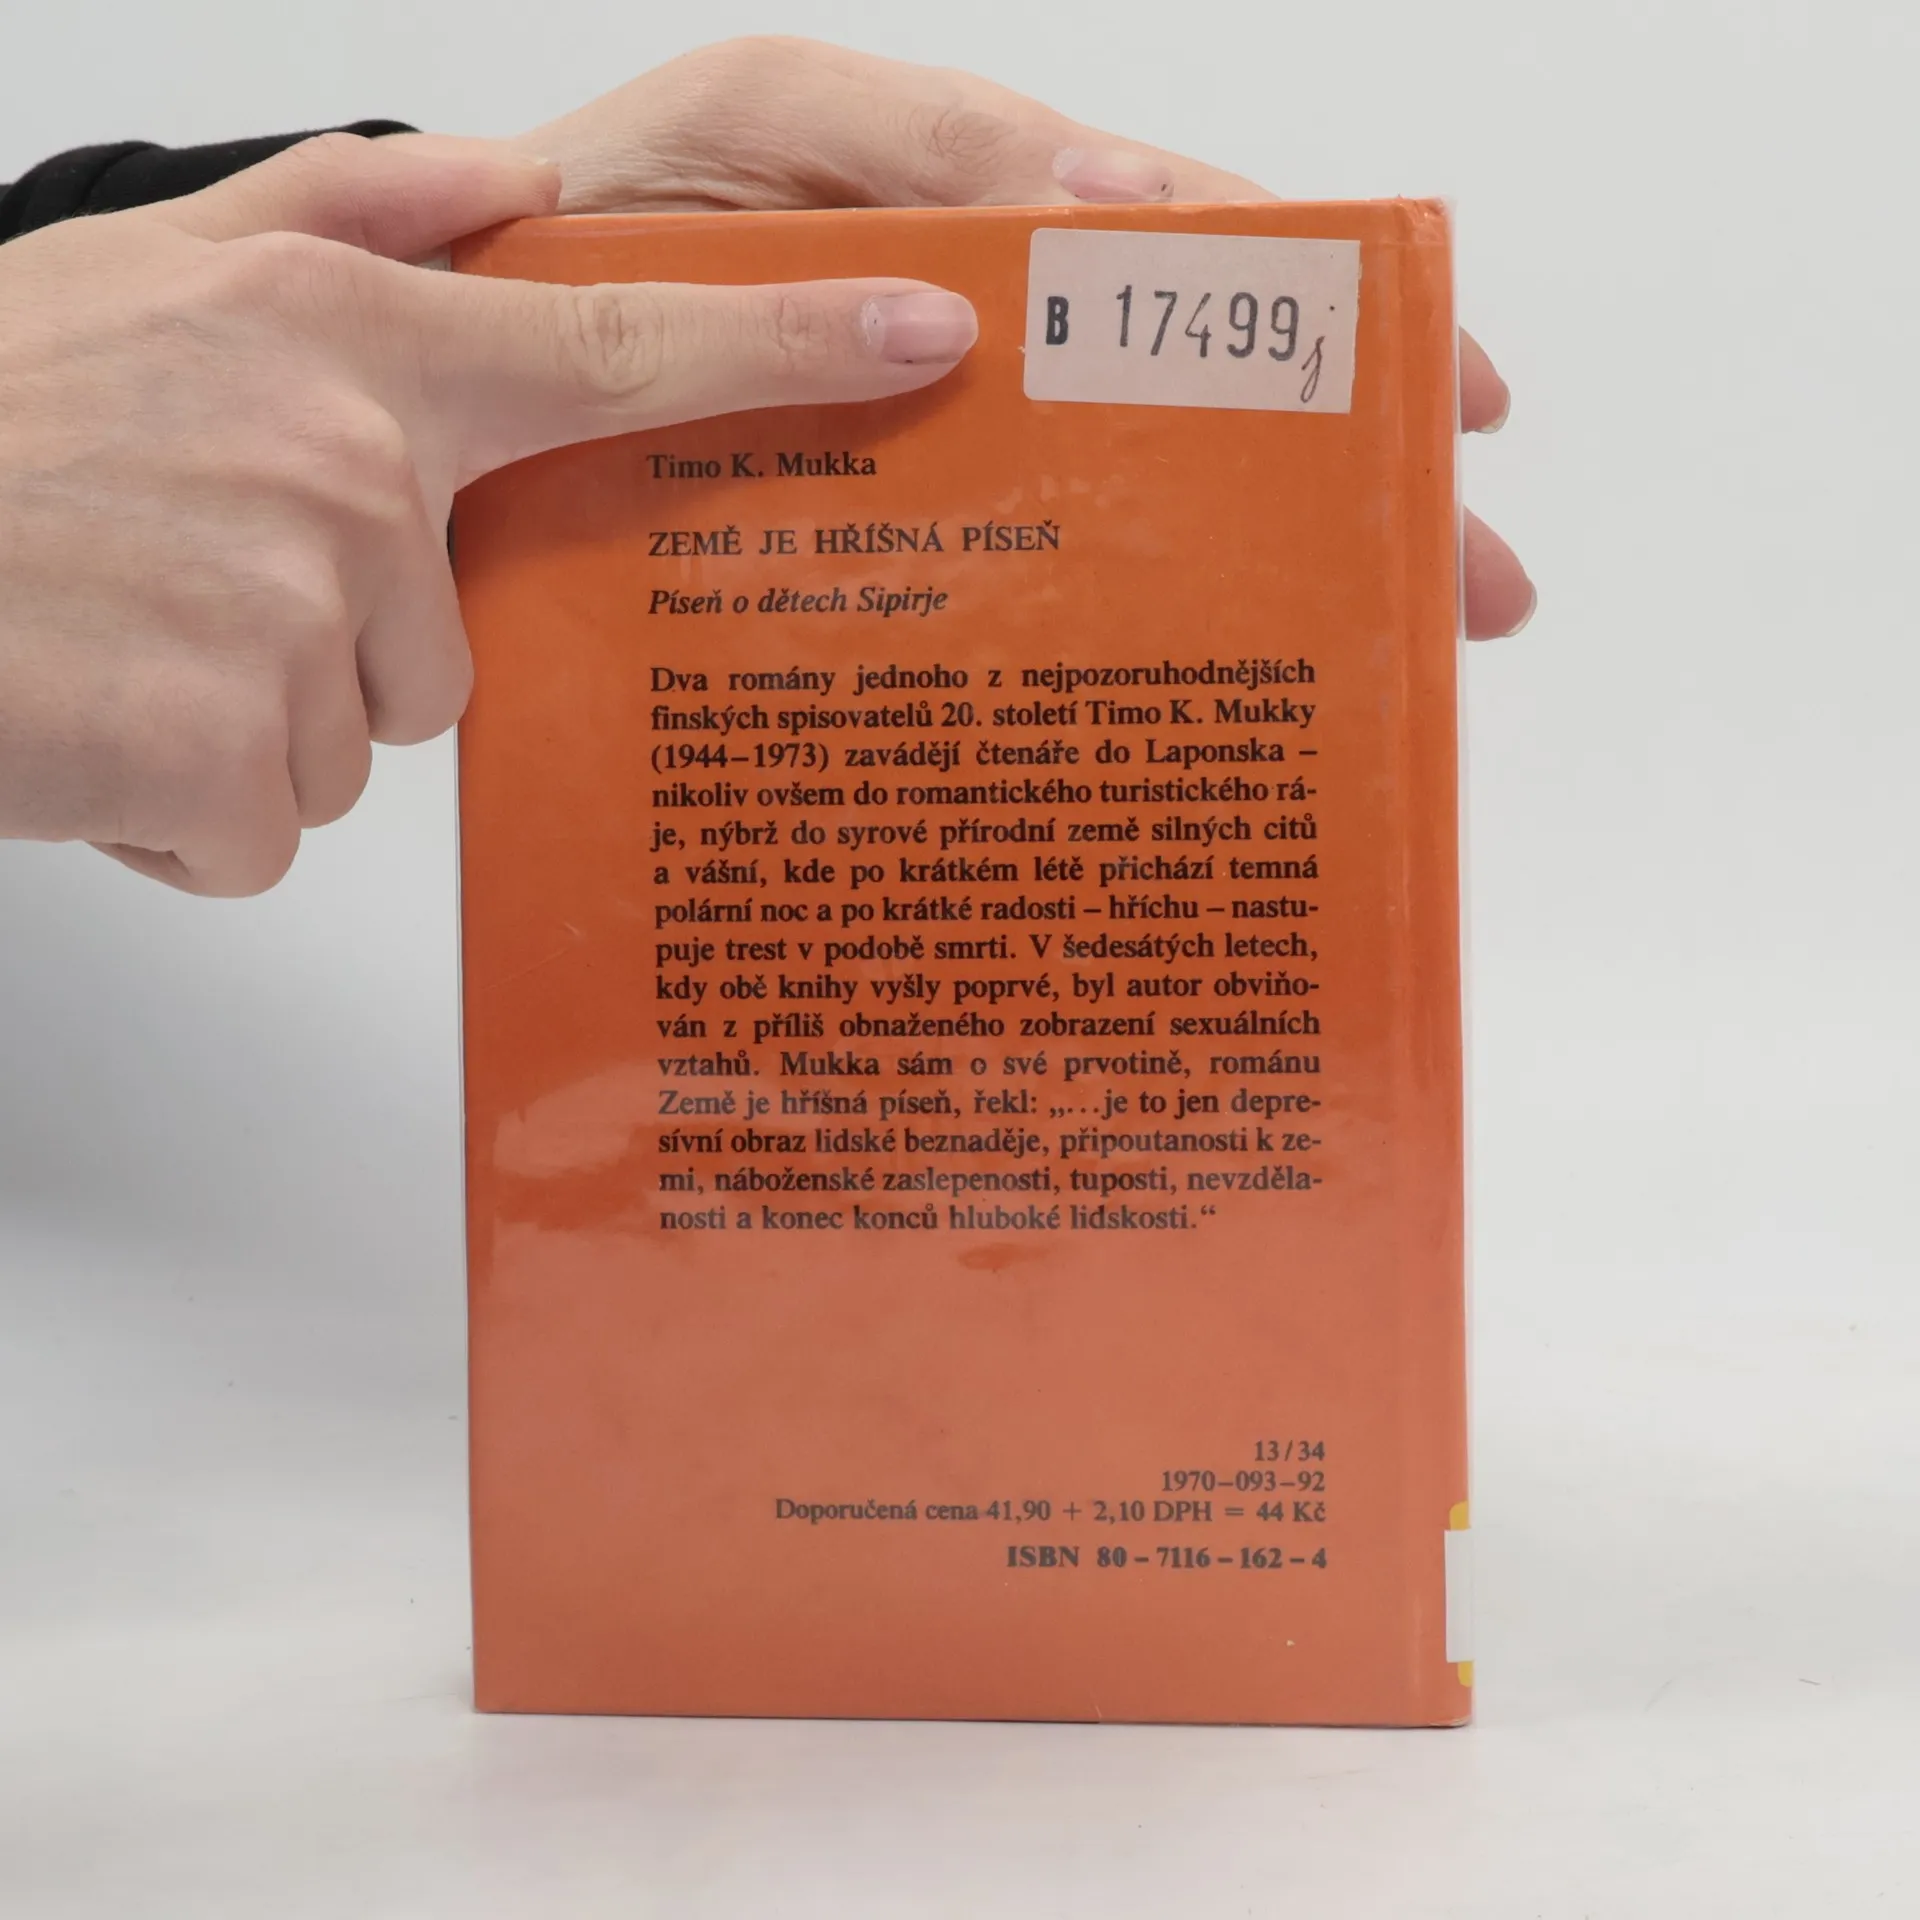 B 17499j
Timo K. Mukka
ZEMĚ JE HŘÍŠNÁ PÍSEŇ
Píseň o dětech Sipirje
Dva romány jednoho z nejpozoruhodnějších
finských spisovatelů 20. století Timo K. Mukky
(1944–1973) zavádějí čtenáře do Laponska –
nikoliv ovšem do romantického turistického rá-
je, nýbrž do syrové přírodní země silných citů
a vášní, kde po krátkém létě přichází temná
polární noc a po krátké radosti – hříchu – nastu-
puje trest v podobě smrti. V šedesátých letech,
kdy obě knihy vyšly poprvé, byl autor obviňo-
ván z příliš obnaženého zobrazení sexuálních
vztahů. Mukka sám o své prvotině, románu
Země je hříšná píseň, řekl: „...je to jen depre-
sívní obraz lidské beznaděje, připoutanosti k ze-
mi, náboženské zaslepenosti, tuposti, nevzděla-
nosti a konec konců hluboké lidskosti.“
13/34
1970–093–92
Doporučená cena 41,90 + 2,10 DPH = 44 Kč
ISBN 80–7116–162–4